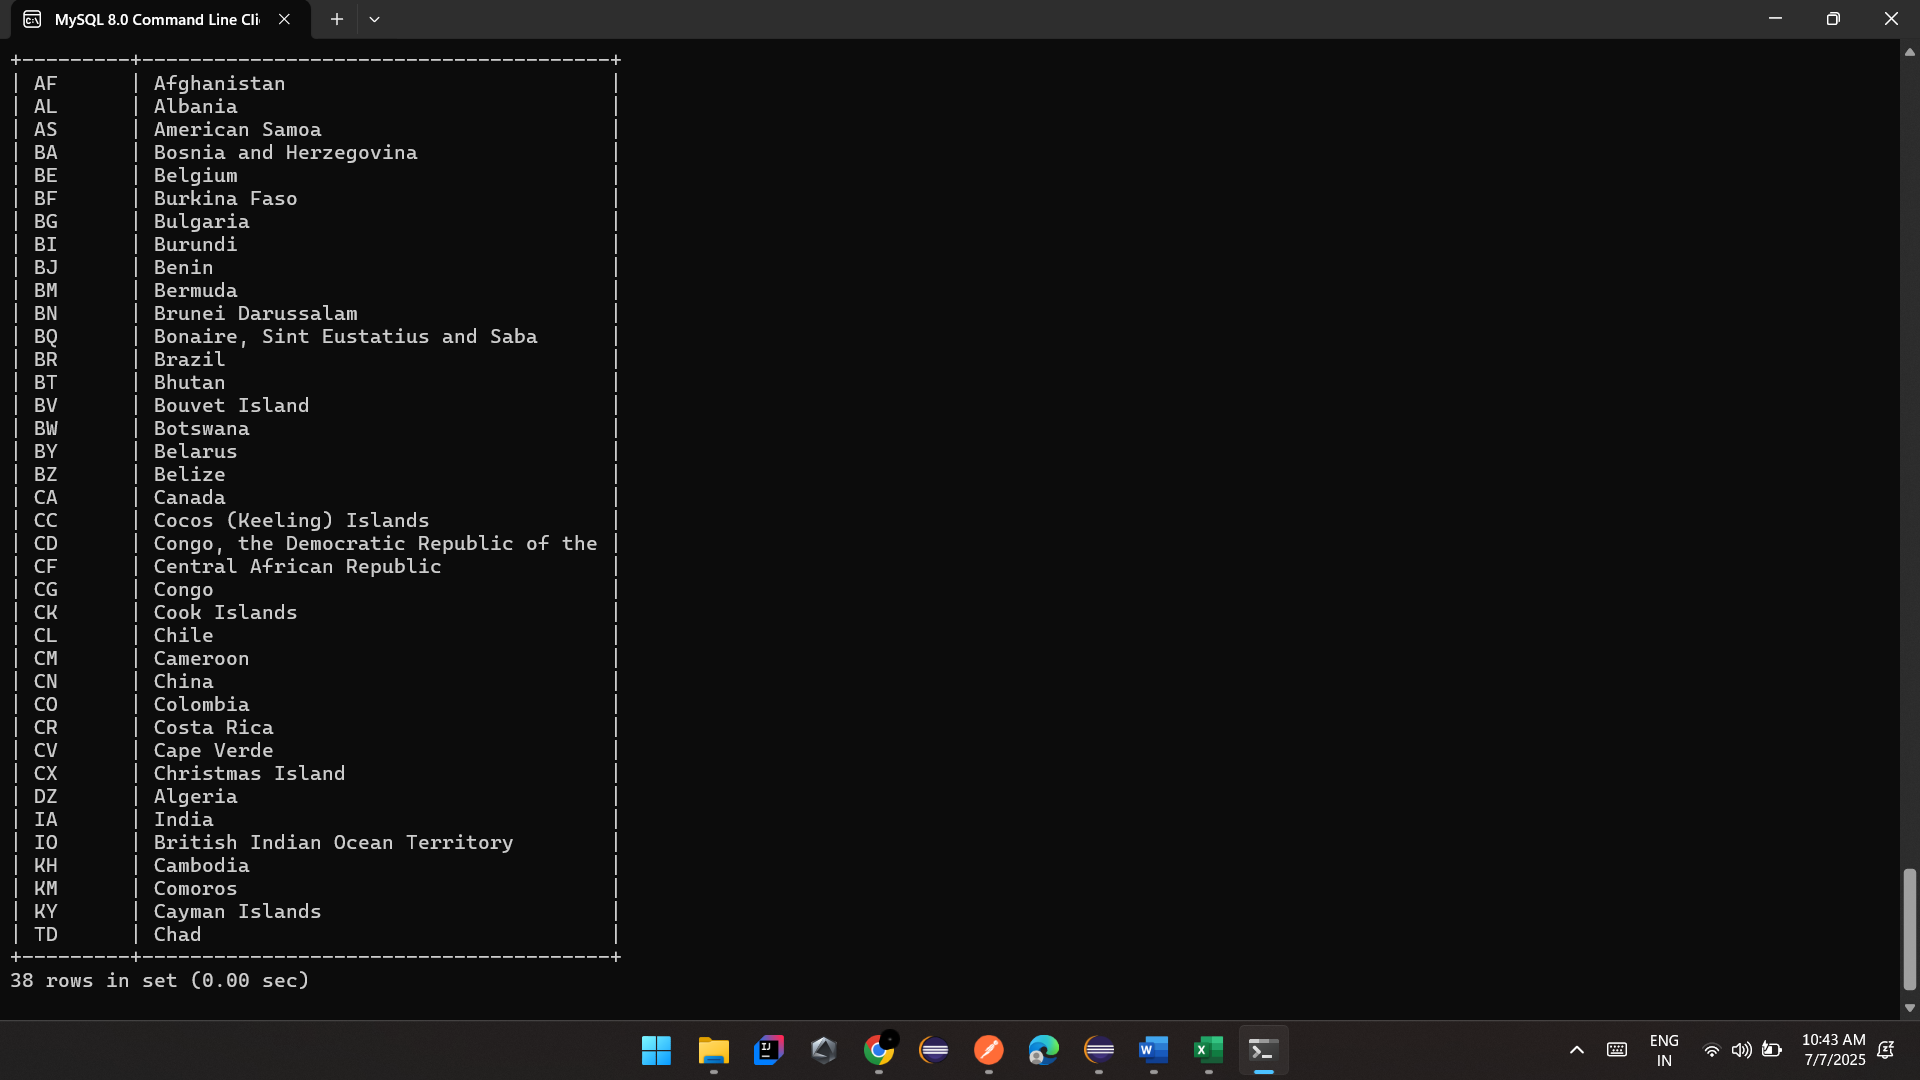 MySQL 8.0 Command Line Cli
+---------+---------------------------------------+
| AF      | Afghanistan                           |
| AL      | Albania                               |
| AS      | American Samoa                        |
| BA      | Bosnia and Herzegovina                |
| BE      | Belgium                               |
| BF      | Burkina Faso                          |
| BG      | Bulgaria                              |
| BI      | Burundi                               |
| BJ      | Benin                                 |
| BM      | Bermuda                               |
| BN      | Brunei Darussalam                     |
| BQ      | Bonaire, Sint Eustatius and Saba      |
| BR      | Brazil                                |
| BT      | Bhutan                                |
| BV      | Bouvet Island                         |
| BW      | Botswana                              |
| BY      | Belarus                               |
| BZ      | Belize                                |
| CA      | Canada                                |
| CC      | Cocos (Keeling) Islands               |
| CD      | Congo, the Democratic Republic of the |
| CF      | Central African Republic              |
| CG      | Congo                                 |
| CK      | Cook Islands                          |
| CL      | Chile                                 |
| CM      | Cameroon                              |
| CN      | China                                 |
| CO      | Colombia                              |
| CR      | Costa Rica                            |
| CV      | Cape Verde                            |
| CX      | Christmas Island                      |
| DZ      | Algeria                               |
| IA      | India                                 |
| IO      | British Indian Ocean Territory        |
| KH      | Cambodia                              |
| KM      | Comoros                               |
| KY      | Cayman Islands                        |
| TD      | Chad                                  |
+---------+---------------------------------------+
38 rows in set (0.00 sec)
ENG
IN
10:43 AM
7/7/2025